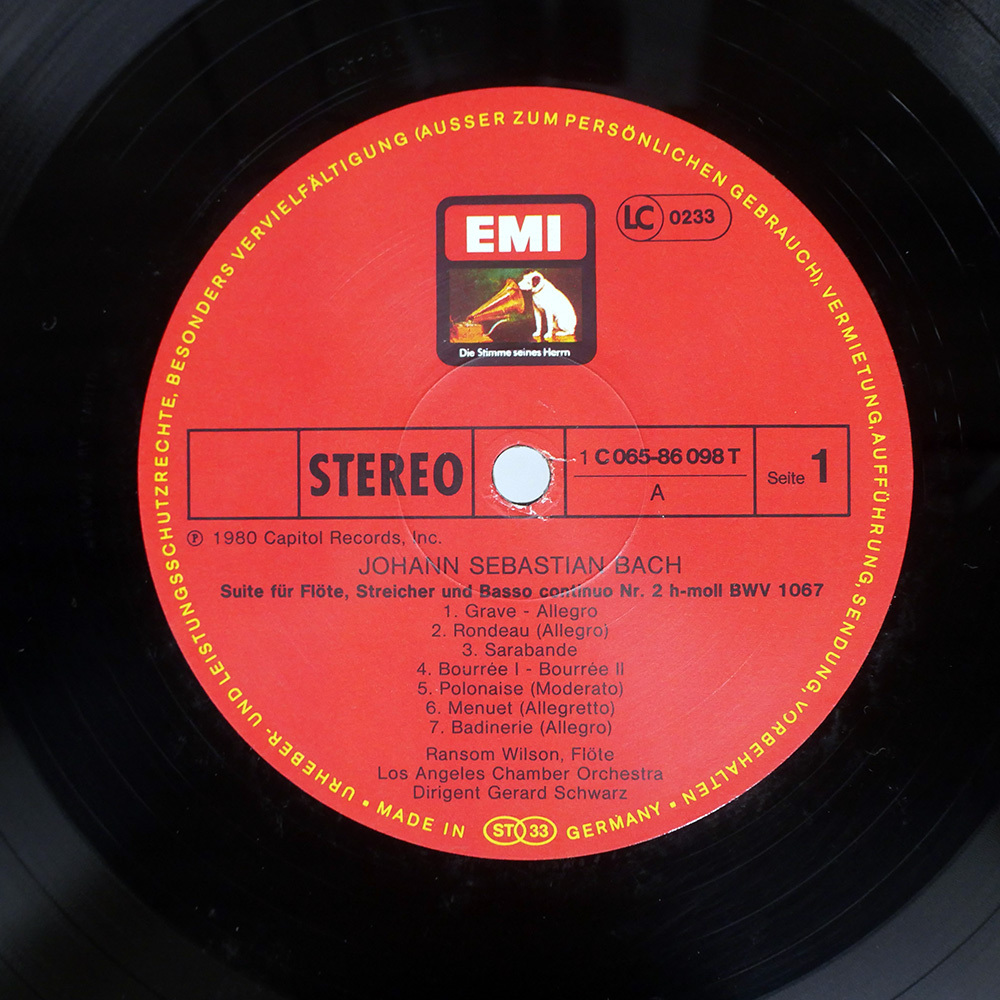 URHEBER- UND LEISTUNGSSCHUTZRECHTE, BESONDERS VERVIELFÄLTIGUNG (AUSSER ZUM PERSÖNLICHEN GEBRAUCH), VERMIETUNG, AUFFÜHRUNG, SENDUNG, VORBEHALTEN
EMI
LC 0233
Die Stimme seines Herrn
STEREO
1 C 065-86 098 T
A
Seite 1
℗ 1980 Capitol Records, Inc.
JOHANN SEBASTIAN BACH
Suite für Flöte, Streicher und Basso continuo Nr. 2 h-moll BWV 1067
1. Grave - Allegro
2. Rondeau (Allegro)
3. Sarabande
4. Bourrée I - Bourrée II
5. Polonaise (Moderato)
6. Menuet (Allegretto)
7. Badinerie (Allegro)
Ransom Wilson, Flöte
Los Angeles Chamber Orchestra
Dirigent Gerard Schwarz
• MADE IN ST 33 GERMANY •